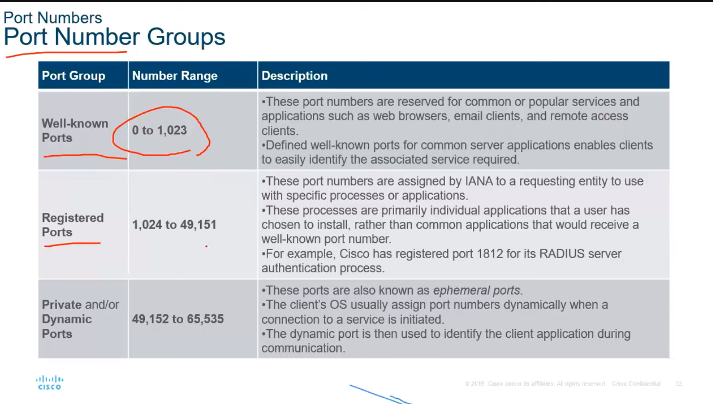 Port Numbers
Port Number Groups
Port Group Number Range Description
Well-known Ports
0 to 1,023
•These port numbers are reserved for common or popular services and
applications such as web browsers, email clients, and remote access
clients.
•Defined well-known ports for common server applications enables clients
to easily identify the associated service required.
Registered Ports
1,024 to 49,151
•These port numbers are assigned by IANA to a requesting entity to use
with specific processes or applications.
•These processes are primarily individual applications that a user has
chosen to install, rather than common applications that would receive a
well-known port number.
•For example, Cisco has registered port 1812 for its RADIUS server
authentication process.
Private and/or
Dynamic
Ports
49,152 to 65,535
•These ports are also known as ephemeral ports.
•The client's OS usually assign port numbers dynamically when a
connection to a service is initiated.
•The dynamic port is then used to identify the client application during
communication.
CISCO
© 2016 Cisco and/or its affiliates. All rights reserved. Cisco Confidential